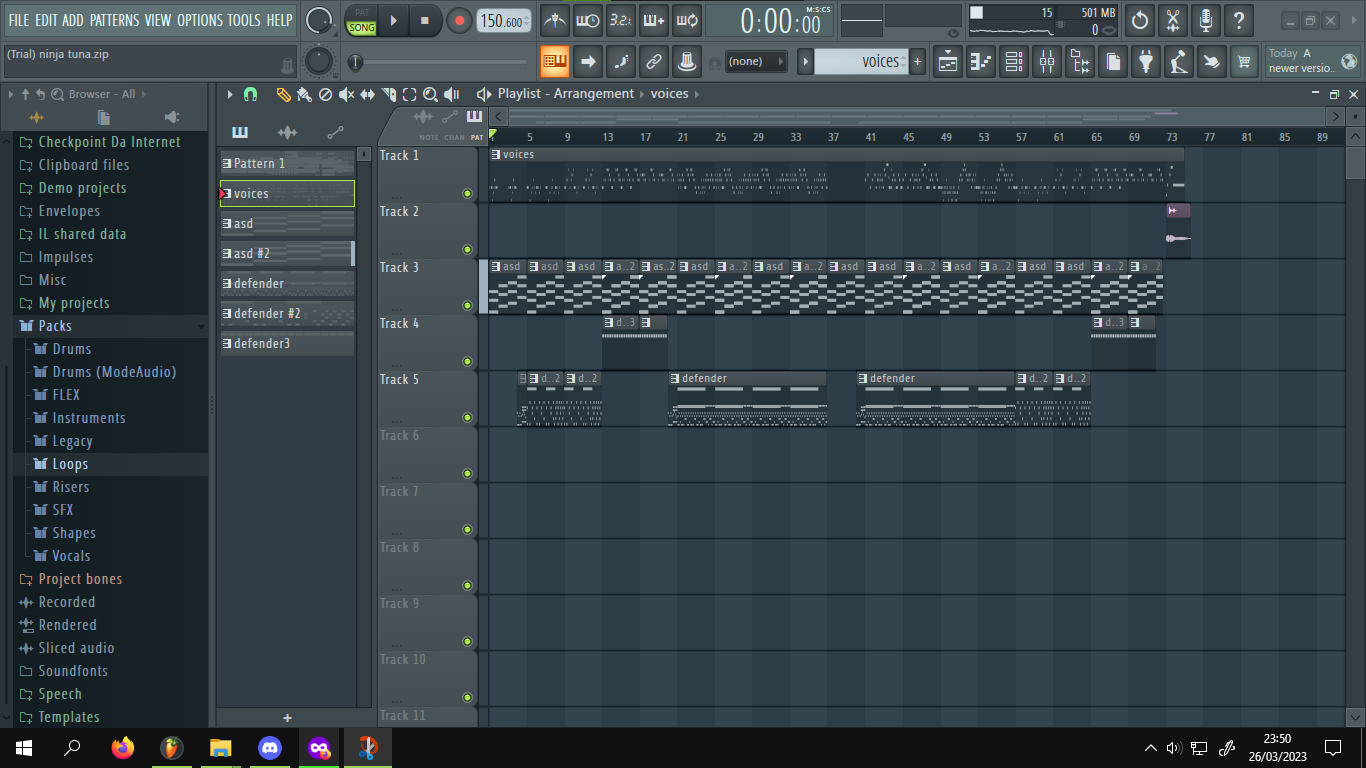 FILE EDIT ADD PATTERNS VIEW OPTIONS TOOLS HELP
PAT
SONG
150.600
3.2.
M:S:CS
0:00:00
15
501 MB
0
(Trial) ninja tuna.zip
(none)
voices
Today A
newer versio..
Browser - All
Playlist - Arrangement
voices
NOTE CHAN PAT
5 9 13 17 21 25 29 33 37 41 45 49 53 57 61 65 69 73 77 81 85 89
Checkpoint Da Internet
Clipboard files
Demo projects
Envelopes
IL shared data
Impulses
Misc
My projects
Packs
Drums
Drums (ModeAudio)
FLEX
Instruments
Legacy
Loops
Risers
SFX
Shapes
Vocals
Project bones
Recorded
Rendered
Sliced audio
Soundfonts
Speech
Templates
Pattern 1
voices
asd
asd #2
defender
defender #2
defender3
+
Track 1
voices
Track 2
Track 3
asd asd asd a..2 as..2 asd a..2 asd a..2 asd asd a..2 asd a..2 asd asd a..2 a..2
Track 4
d..3 d..3
Track 5
d..2 d..2 defender defender d..2 d..2
Track 6
Track 7
Track 8
Track 9
Track 10
Track 11
23:50
26/03/2023